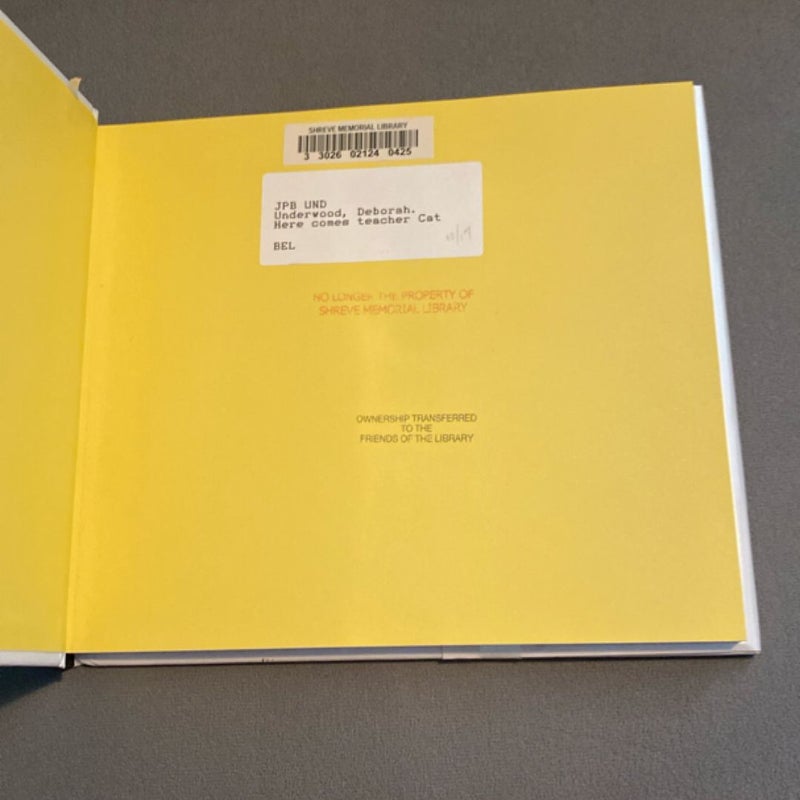 SHREVE MEMORIAL LIBRARY
3 3026 02124 0425
JPB UND
Underwood, Deborah.
Here comes teacher Cat
BEL
NO LONGER THE PROPERTY OF
SHREVE MEMORIAL LIBRARY
OWNERSHIP TRANSFERRED
TO THE
FRIENDS OF THE LIBRARY